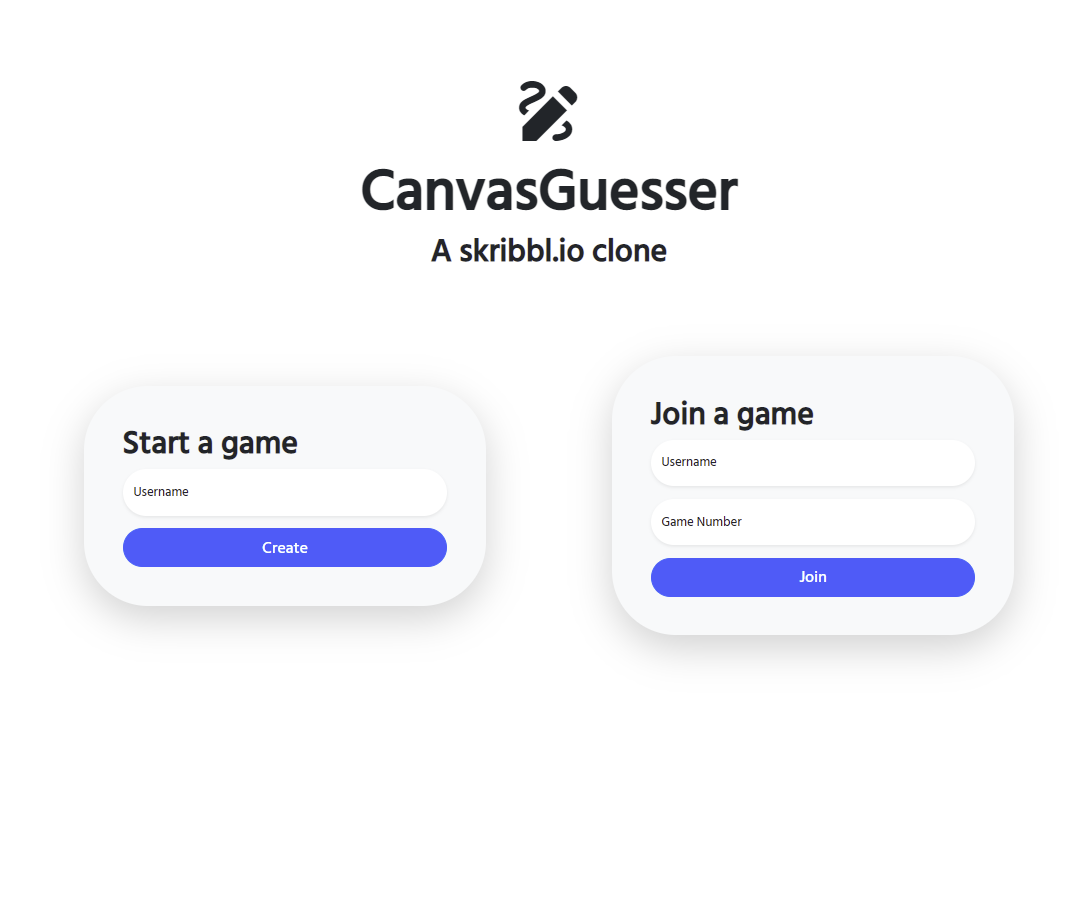 CanvasGuesser
A skribbl.io clone
Start a game
Username
Create
Join a game
Username
Game Number
Join